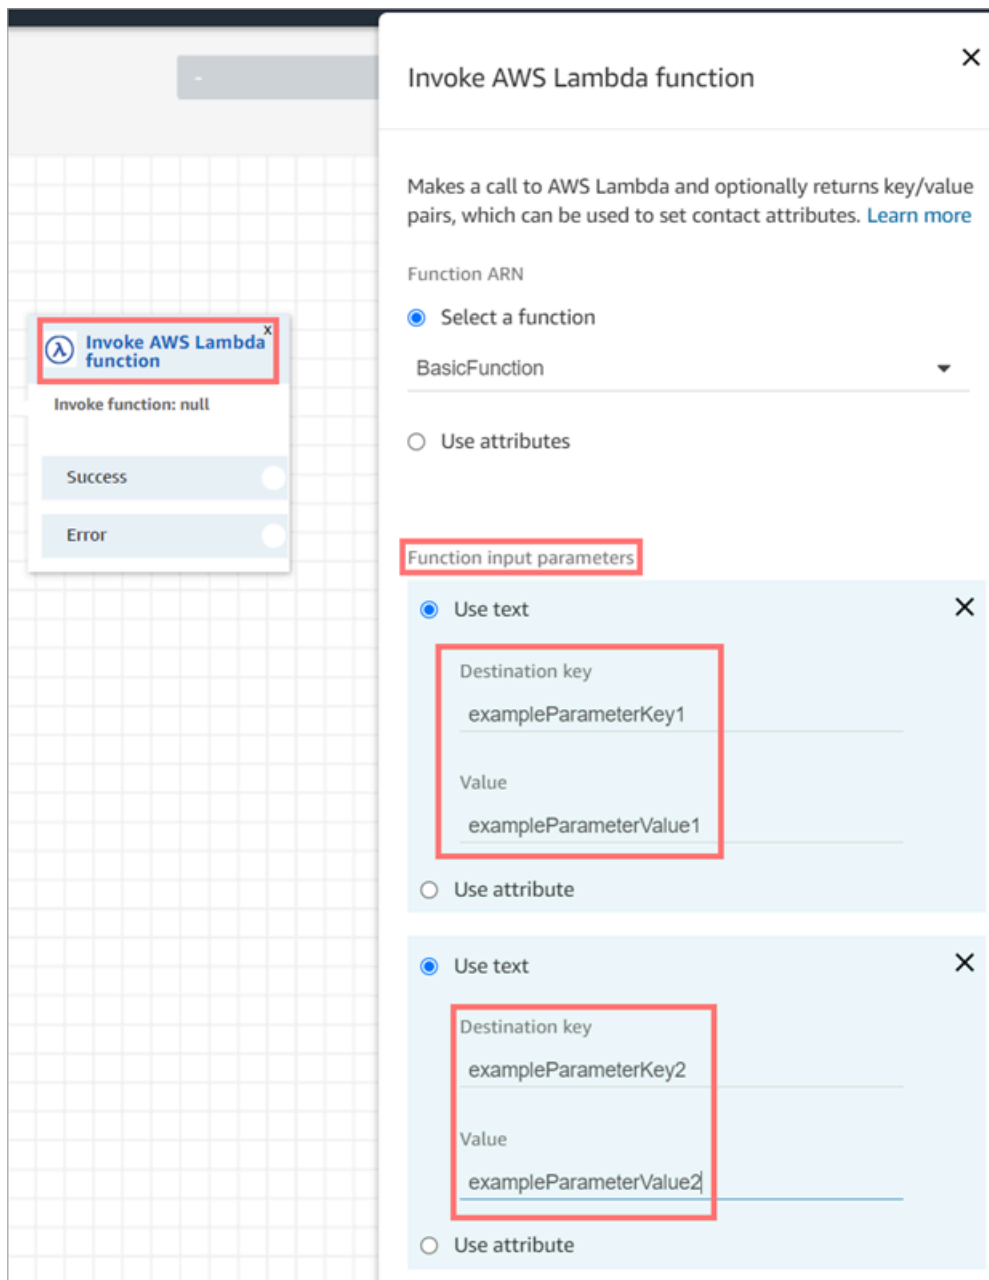 -
Invoke AWS Lambda function
Makes a call to AWS Lambda and optionally returns key/value
pairs, which can be used to set contact attributes. Learn more
Function ARN
Select a function
BasicFunction
Use attributes
Invoke AWS Lambda
function
x
Invoke function: null
Success
Error
Function input parameters
Use text
Destination key
exampleParameterKey1
Value
exampleParameterValue1
Use attribute
Use text
Destination key
exampleParameterKey2
Value
exampleParameterValue2
Use attribute